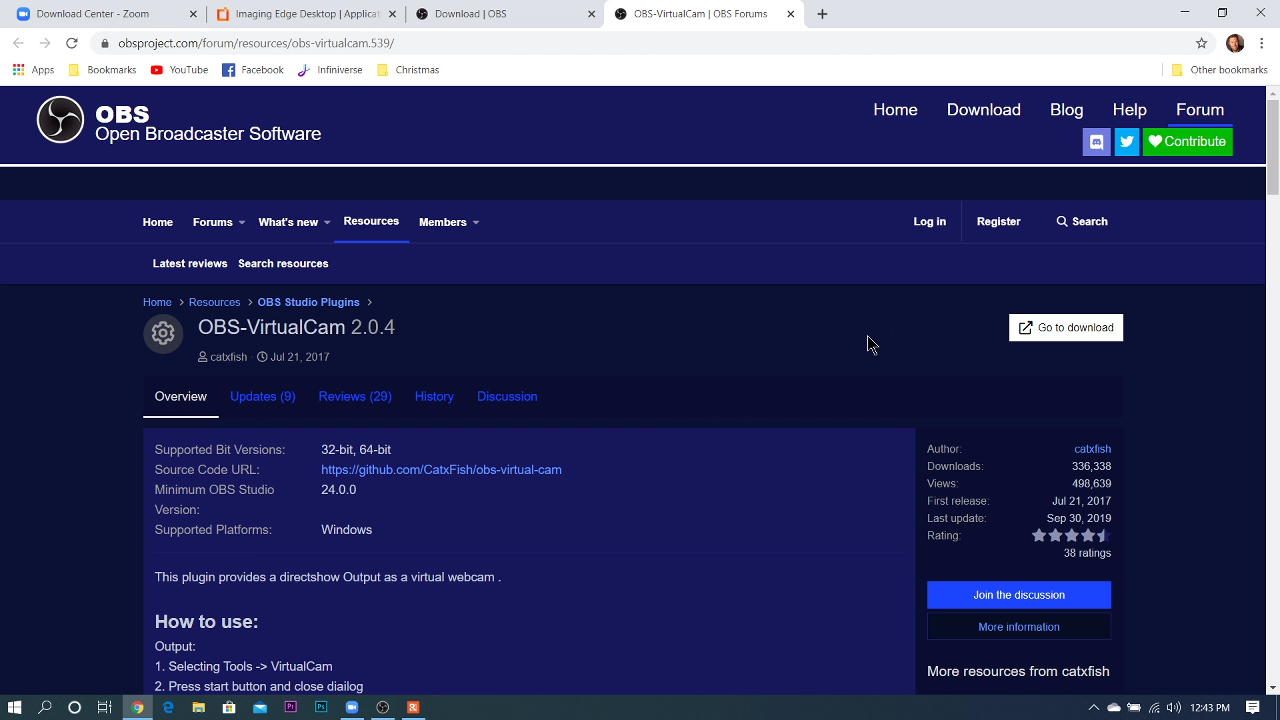 Download Center - Zoom
Imaging Edge Desktop | Applicat
Download | OBS
OBS-VirtualCam | OBS Forums
obsproject.com/forum/resources/obs-virtualcam.539/
Apps
Bookmarks
YouTube
Facebook
Infiniverse
Christmas
Other bookmarks
OBS
Open Broadcaster Software
Home
Download
Blog
Help
Forum
Contribute
Home
Forums
What's new
Resources
Members
Log in
Register
Search
Latest reviews
Search resources
Home
Resources
OBS Studio Plugins
OBS-VirtualCam 2.0.4
Go to download
catxfish · Jul 21, 2017
Overview
Updates (9)
Reviews (29)
History
Discussion
Supported Bit Versions: 32-bit, 64-bit
Source Code URL: https://github.com/CatxFish/obs-virtual-cam
Minimum OBS Studio Version: 24.0.0
Supported Platforms: Windows
This plugin provides a directshow Output as a virtual webcam .
How to use:
Output:
1. Selecting Tools -> VirtualCam
2. Press start button and close diailog
Author: catxfish
Downloads: 336,338
Views: 498,639
First release: Jul 21, 2017
Last update: Sep 30, 2019
Rating:
38 ratings
Join the discussion
More information
More resources from catxfish
Pr
Ps
12:43 PM